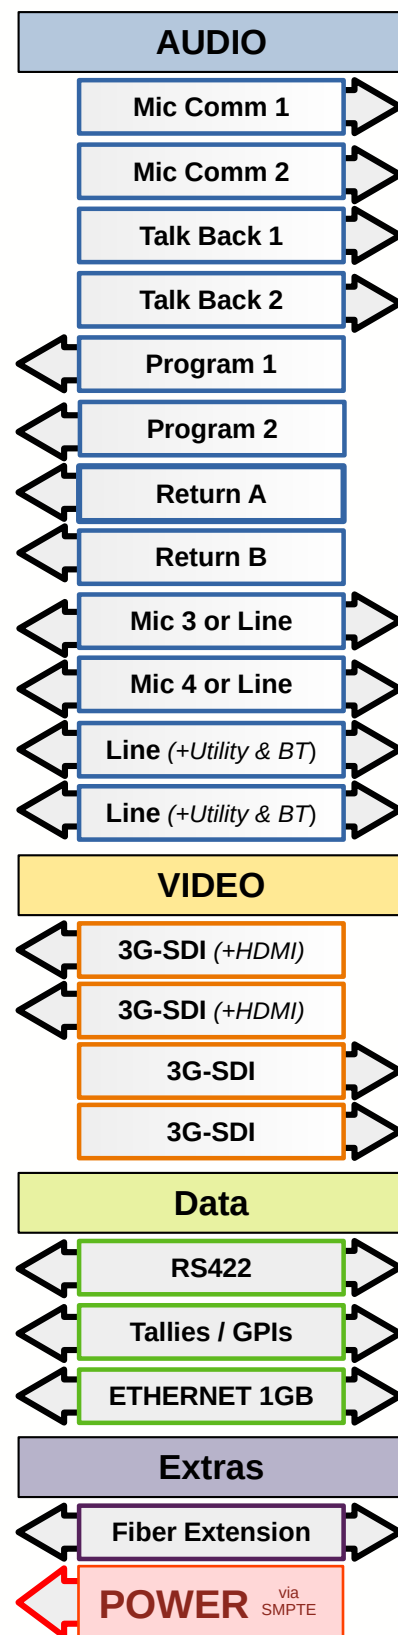 AUDIO
Mic Comm 1
Mic Comm 2
Talk Back 1
Talk Back 2
Program 1
Program 2
Return A
Return B
Mic 3 or Line
Mic 4 or Line
Line (+Utility & BT)
Line (+Utility & BT)
VIDEO
3G-SDI (+HDMI)
3G-SDI (+HDMI)
3G-SDI
3G-SDI
Data
RS422
Tallies / GPIs
ETHERNET 1GB
Extras
Fiber Extension
POWER via SMPTE